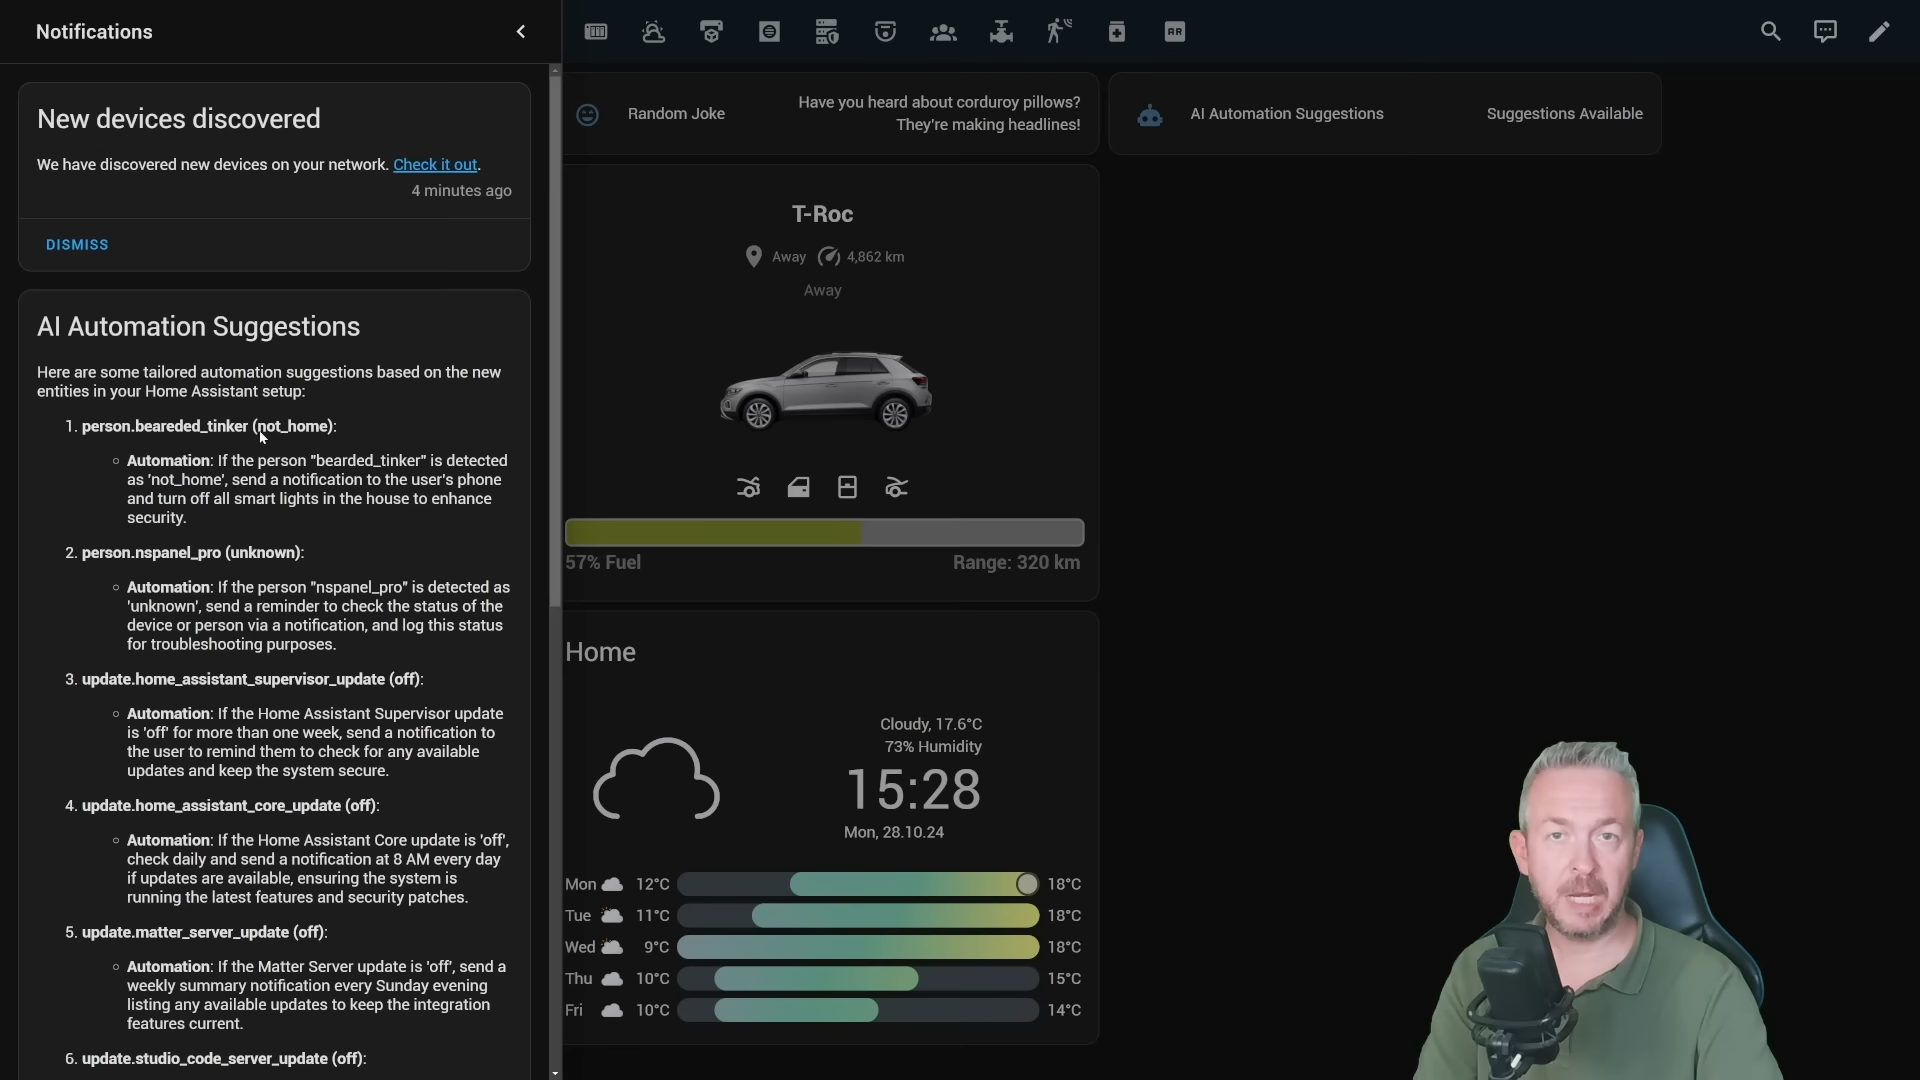 Notifications
New devices discovered
We have discovered new devices on your network. Check it out.
4 minutes ago
DISMISS
AI Automation Suggestions
Here are some tailored automation suggestions based on the new
entities in your Home Assistant setup:
1. person.beareded_tinker (not_home):
Automation: If the person "bearded_tinker" is detected
as 'not_home', send a notification to the user's phone
and turn off all smart lights in the house to enhance
security.
2. person.nspanel_pro (unknown):
Automation: If the person "nspanel_pro" is detected as
'unknown', send a reminder to check the status of the
device or person via a notification, and log this status
for troubleshooting purposes.
3. update.home_assistant_supervisor_update (off):
Automation: If the Home Assistant Supervisor update
is 'off' for more than one week, send a notification to
the user to remind them to check for any available
updates and keep the system secure.
4. update.home_assistant_core_update (off):
Automation: If the Home Assistant Core update is 'off',
check daily and send a notification at 8 AM every day
if updates are available, ensuring the system is
running the latest features and security patches.
5. update.matter_server_update (off):
Automation: If the Matter Server update is 'off', send a
weekly summary notification every Sunday evening
listing any available updates to keep the integration
features current.
6. update.studio_code_server_update (off):
AR
Random Joke
Have you heard about corduroy pillows?
They're making headlines!
AI Automation Suggestions
Suggestions Available
T-Roc
Away 4,862 km
Away
57% Fuel
Range: 320 km
Home
Cloudy, 17.6°C
73% Humidity
15:28
Mon, 28.10.24
Mon 12°C 18°C
Tue 11°C 18°C
Wed 9°C 18°C
Thu 10°C 15°C
Fri 10°C 14°C